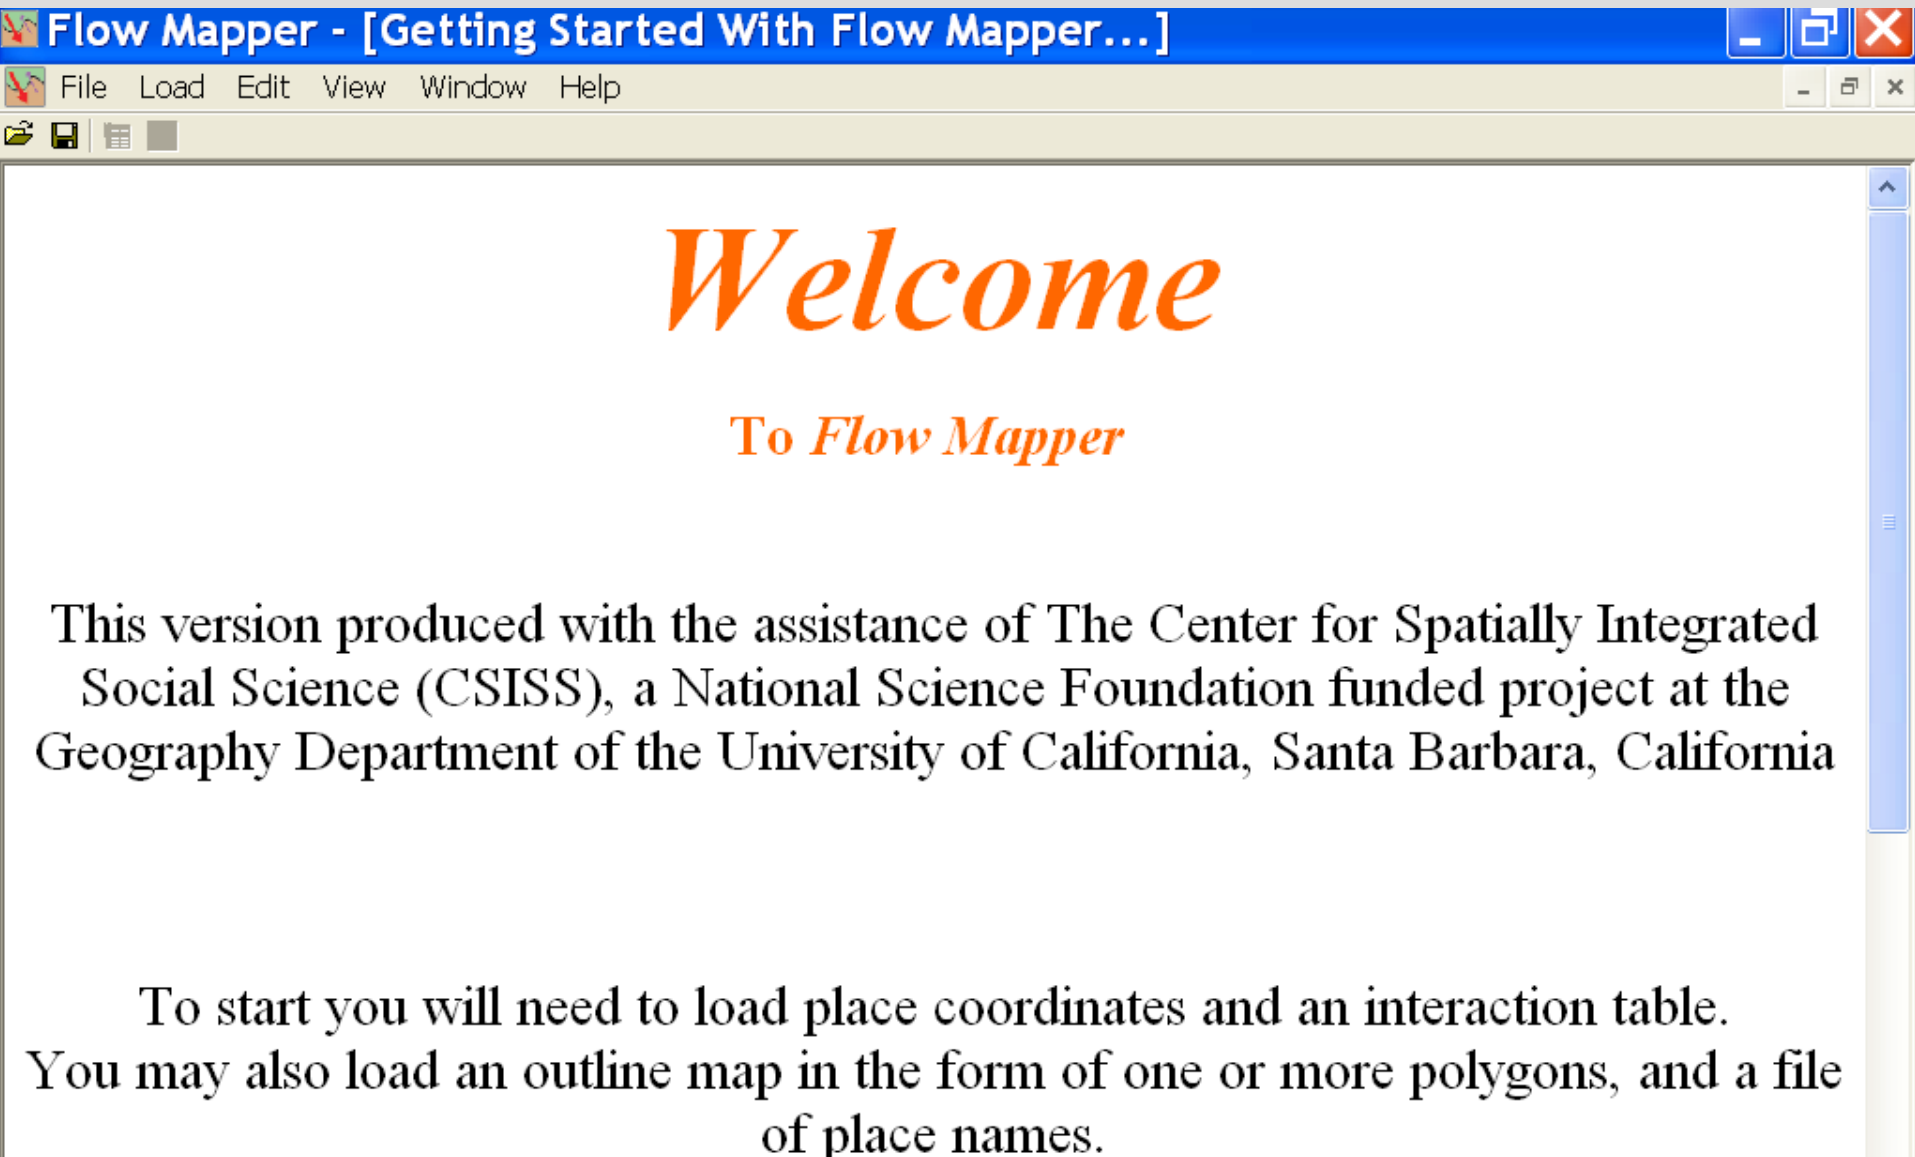 Flow Mapper - [Getting Started With Flow Mapper...]
File Load Edit View Window Help
Welcome
To Flow Mapper
This version produced with the assistance of The Center for Spatially Integrated
Social Science (CSISS), a National Science Foundation funded project at the
Geography Department of the University of California, Santa Barbara, California
To start you will need to load place coordinates and an interaction table.
You may also load an outline map in the form of one or more polygons, and a file
of place names.